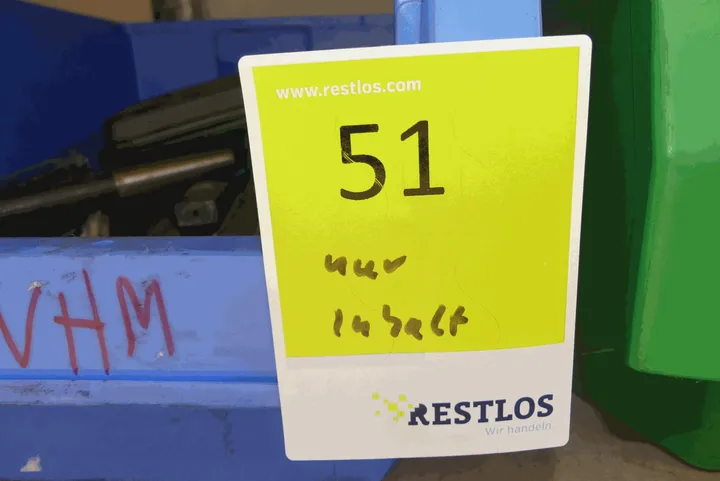 www.restlos.com
51
nur
Inhalt
VHM
RESTLOS
Wir handeln